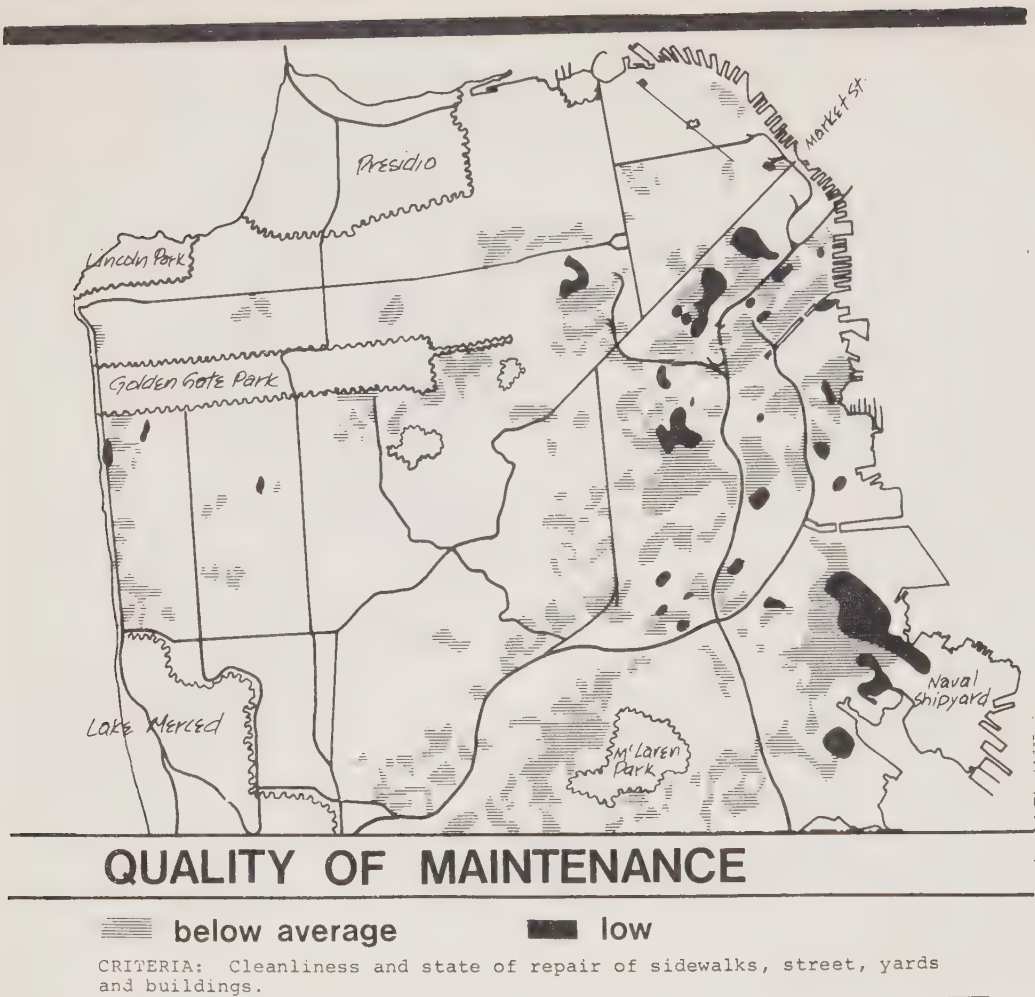 Market St.
Presidio
Lincoln Park
Golden Gate Park
Naval
Shipyard
Lake Merced
McLaren
Park
QUALITY OF MAINTENANCE
below average
low
CRITERIA: Cleanliness and state of repair of sidewalks, street, yards
and buildings.